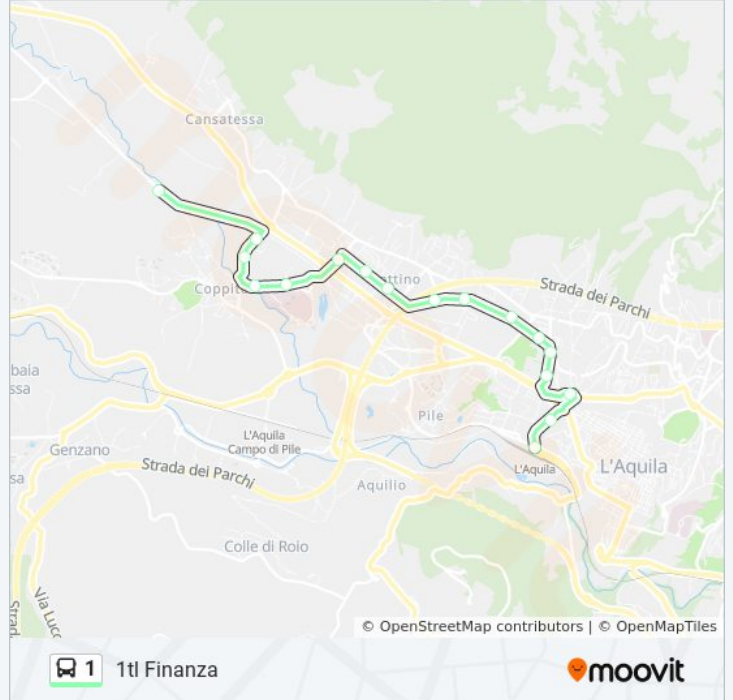 Cansatessa
ttino
Coppit
Strada dei Parchi
baia
ssa
Pile
L'Aquila
Campo di Pile
Genzano
L'Aquila
L'Aquila
sa
Strada dei Parchi
Aquilio
Colle di Roio
Strad
Via Lucc
© OpenStreetMap contributors | © OpenMapTiles
1 1tl Finanza
moovit